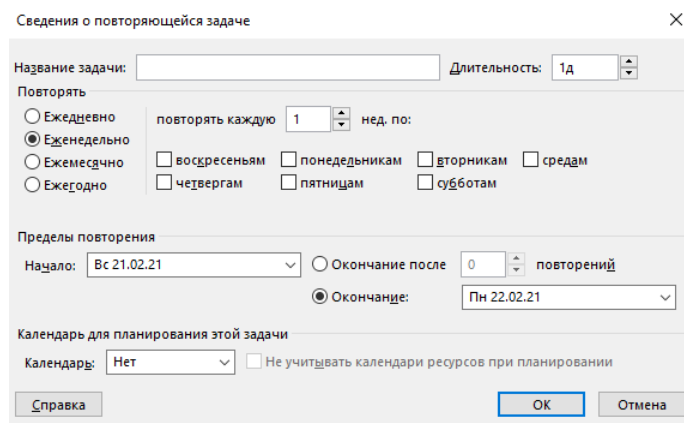 Сведения о повторяющейся задаче
Название задачи: Длительность: 1д
Повторять
Ежедневно повторять каждую 1 нед. по:
Еженедельно
Ежемесячно воскресеньям понедельникам вторникам средам
Ежегодно четвергам пятницам субботам
Пределы повторения
Начало: Вс 21.02.21 Окончание после 0 повторений
Окончание: Пн 22.02.21
Календарь для планирования этой задачи
Календарь: Нет Не учитывать календари ресурсов при планировании
Справка ОК Отмена